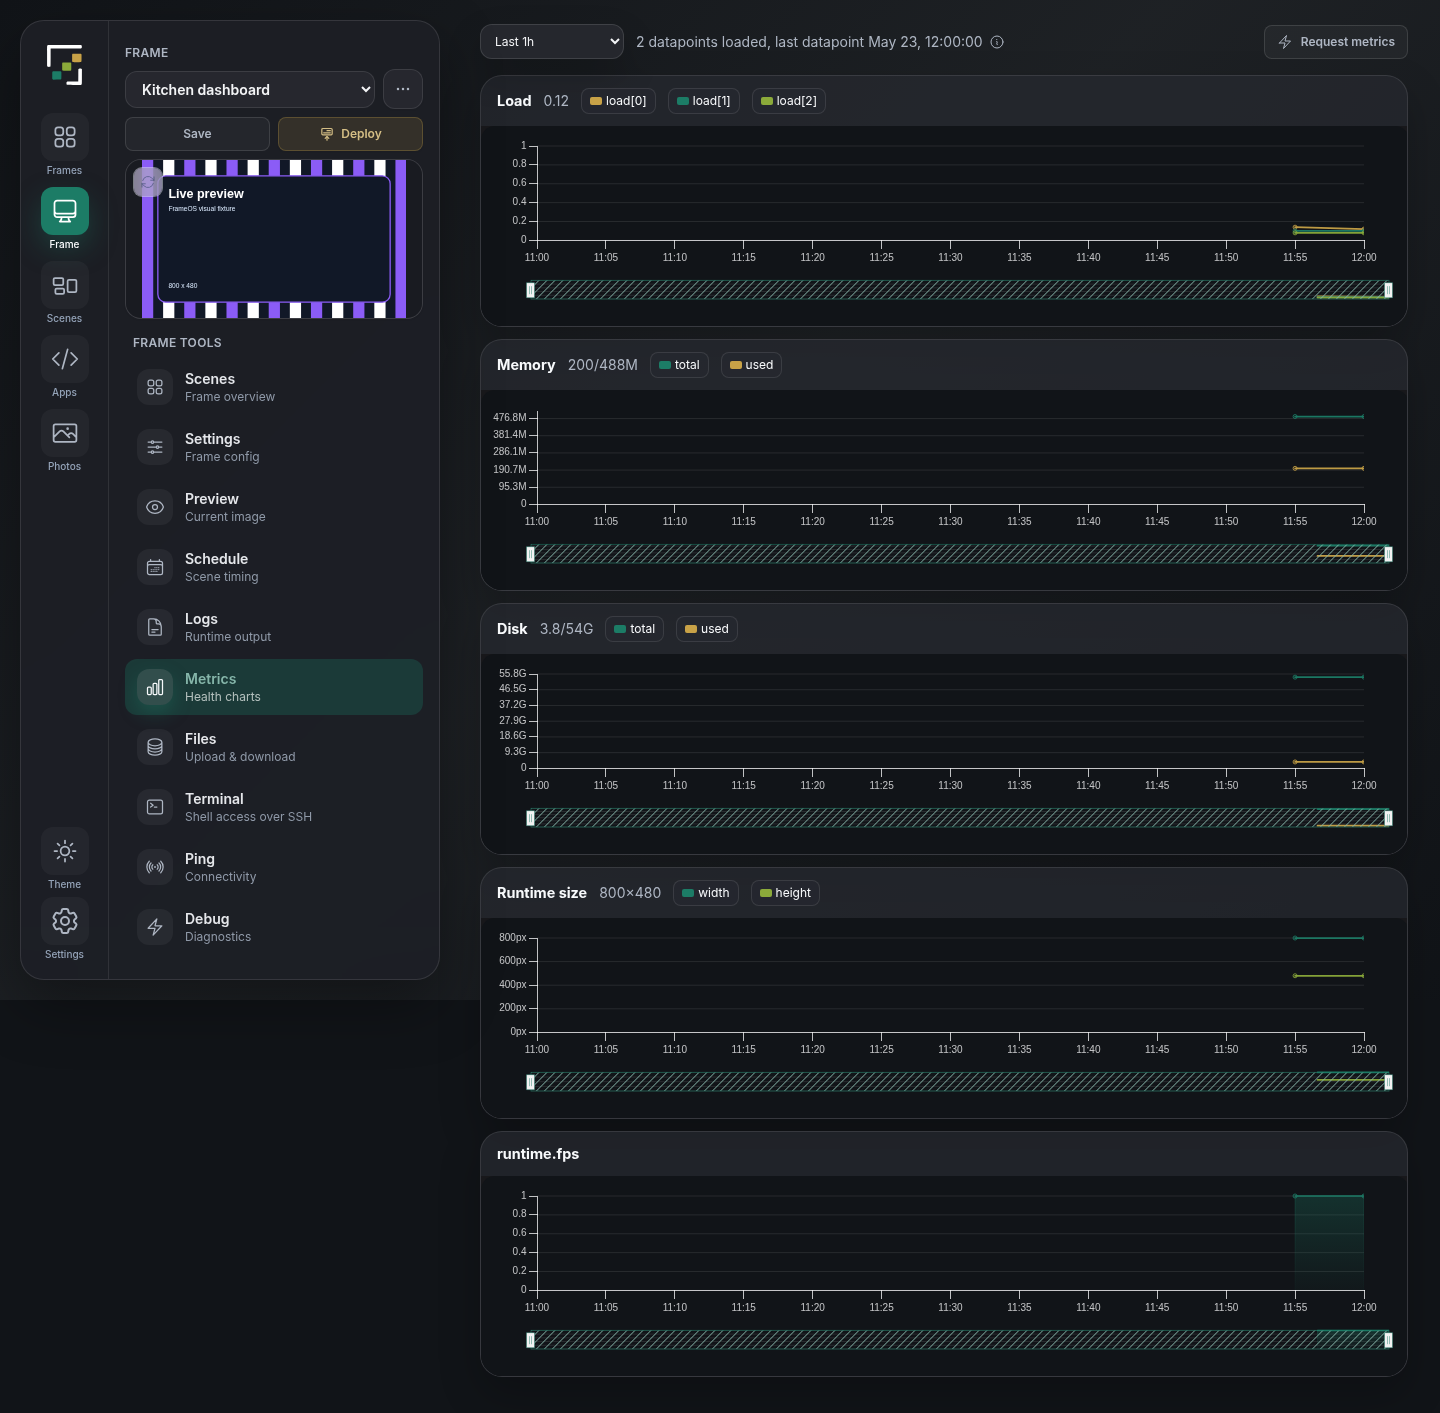 FRAME
Kitchen dashboard
Save
Deploy
Live preview
FrameOS visual fixture
800 x 480
Frames
Frame
Scenes
Apps
Photos
Theme
Settings
FRAME TOOLS
Scenes
Frame overview
Settings
Frame config
Preview
Current image
Schedule
Scene timing
Logs
Runtime output
Metrics
Health charts
Files
Upload & download
Terminal
Shell access over SSH
Ping
Connectivity
Debug
Diagnostics
Last 1h
2 datapoints loaded, last datapoint May 23, 12:00:00
Request metrics
Load 0.12 load[0] load[1] load[2]
1
0.8
0.6
0.4
0.2
0
11:00 11:05 11:10 11:15 11:20 11:25 11:30 11:35 11:40 11:45 11:50 11:55 12:00
Memory 200/488M total used
476.8M
381.4M
286.1M
190.7M
95.3M
0
11:00 11:05 11:10 11:15 11:20 11:25 11:30 11:35 11:40 11:45 11:50 11:55 12:00
Disk 3.8/54G total used
55.8G
46.5G
37.2G
27.9G
18.6G
9.3G
0
11:00 11:05 11:10 11:15 11:20 11:25 11:30 11:35 11:40 11:45 11:50 11:55 12:00
Runtime size 800×480 width height
800px
600px
400px
200px
0px
11:00 11:05 11:10 11:15 11:20 11:25 11:30 11:35 11:40 11:45 11:50 11:55 12:00
runtime.fps
1
0.8
0.6
0.4
0.2
0
11:00 11:05 11:10 11:15 11:20 11:25 11:30 11:35 11:40 11:45 11:50 11:55 12:00